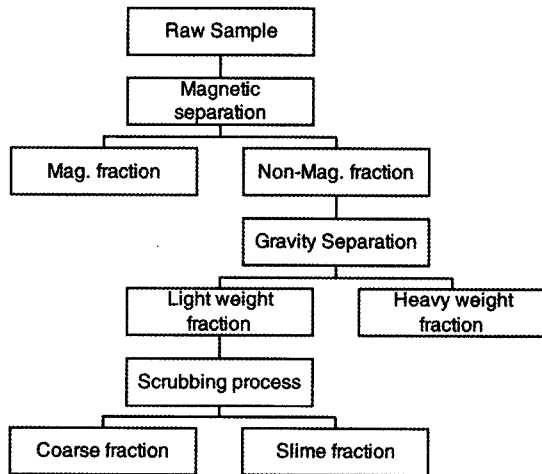 Raw Sample
Magnetic
separation
Mag. fraction
Non-Mag. fraction
Gravity Separation
Light weight
fraction
Heavy weight
fraction
Scrubbing process
Coarse fraction
Slime fraction